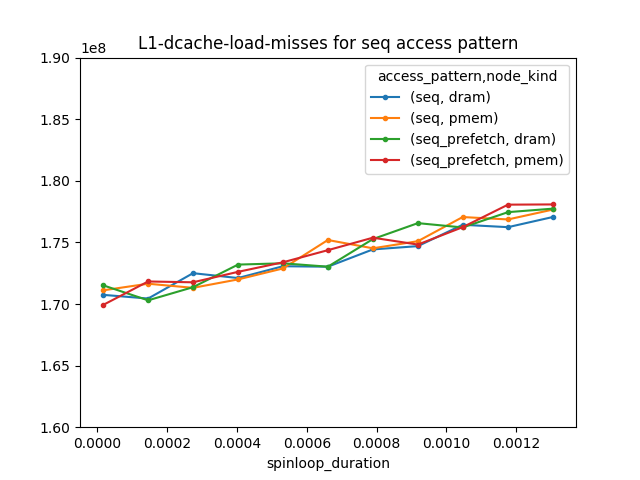 L1-dcache-load-misses for seq access pattern
1e8
1.90
1.85
1.80
1.75
1.70
1.65
1.60
access_pattern,node_kind
(seq, dram)
(seq, pmem)
(seq_prefetch, dram)
(seq_prefetch, pmem)
0.0000 0.0002 0.0004 0.0006 0.0008 0.0010 0.0012
spinloop_duration